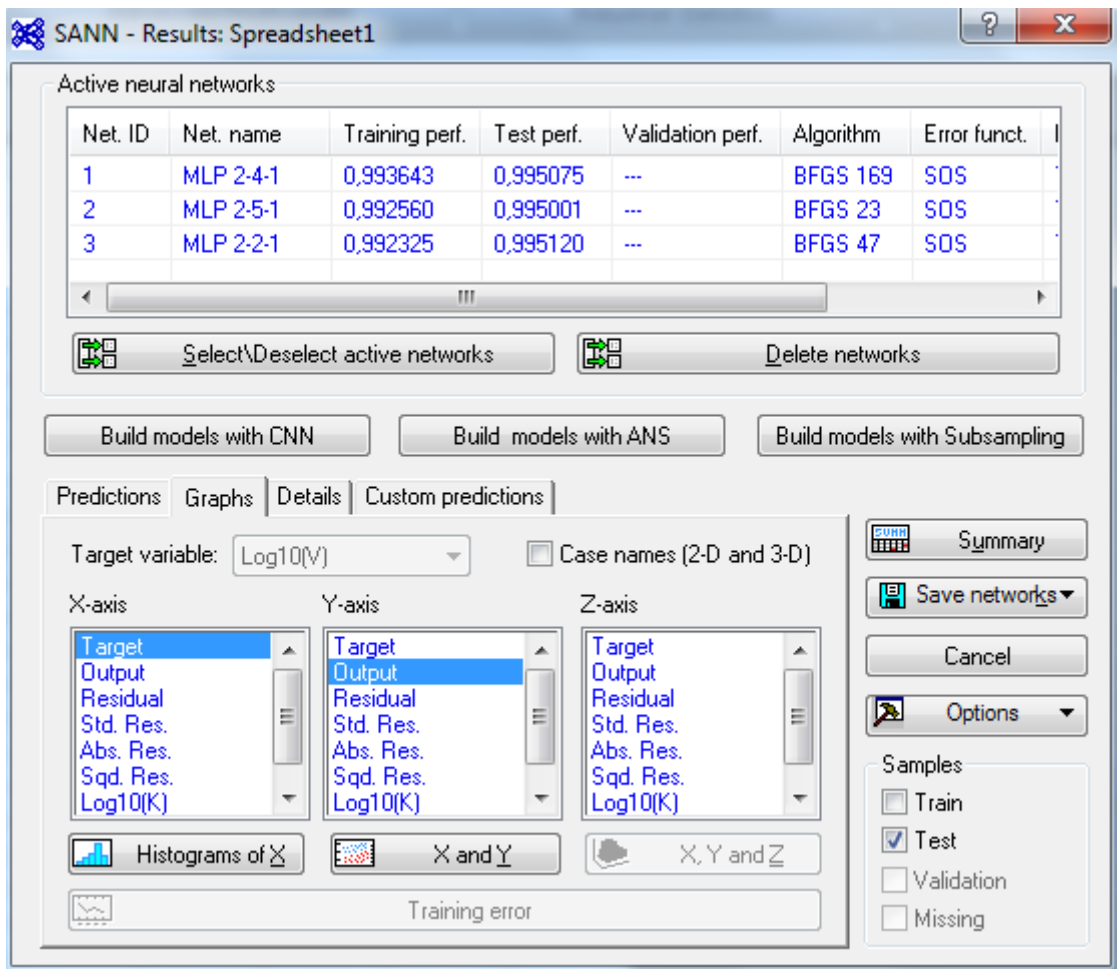 SANN - Results: Spreadsheet1
?
Active neural networks
Net. ID Net. name Training perf. Test perf. Validation perf. Algorithm Error funct.
1 MLP 2-4-1 0,993643 0,995075 --- BFGS 169 SOS
2 MLP 2-5-1 0,992560 0,995001 --- BFGS 23 SOS
3 MLP 2-2-1 0,992325 0,995120 --- BFGS 47 SOS
Select\Deselect active networks Delete networks
Build models with CNN Build models with ANS Build models with Subsampling
Predictions Graphs Details Custom predictions
Target variable: Log10(V) Case names (2-D and 3-D)
X-axis Y-axis Z-axis
Target Target Target
Output Output Output
Residual Residual Residual
Std. Res. Std. Res. Std. Res.
Abs. Res. Abs. Res. Abs. Res.
Sqd. Res. Sqd. Res. Sqd. Res.
Log10(K) Log10(K) Log10(K)
Histograms of X X and Y X, Y and Z
Training error
Summary
Save networks
Cancel
Options
Samples
Train
Test
Validation
Missing